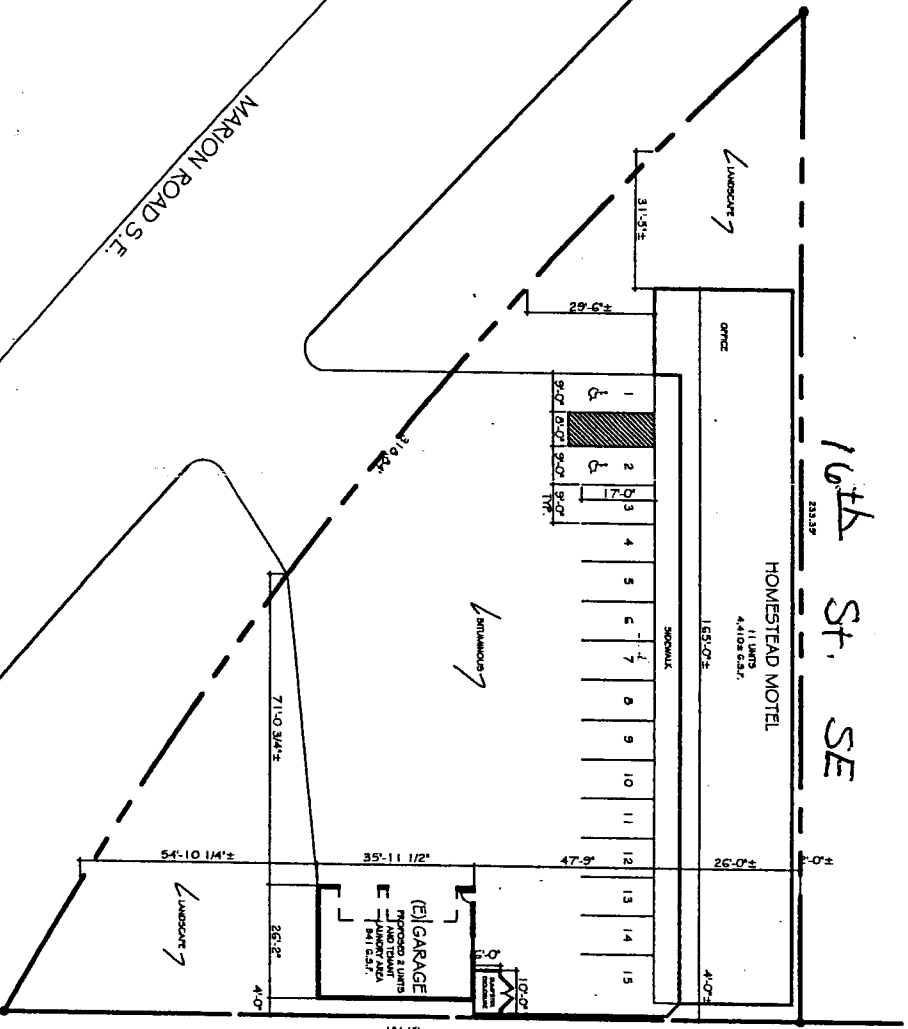 MARION ROAD S.E.
LANDSCAPE
31'-5"±
29'-6"±
OFFICE
16th St. SE
233.39'
HOMESTEAD MOTEL
11 UNITS
4,410± G.S.F.
165'-0"±
SIDEWALK
9'-0"
8'-0"
9'-0"
9'-0"
TYP.
17'-0"
1
2
3
4
5
6
7
8
9
10
11
12
13
14
15
BITUMINOUS
71'-0 3/4"±
54'-10 1/4"±
35'-11 1/2"
47'-9"
26'-0"±
2'-0"±
4'-0"±
LANDSCAPE
26'-2"
4'-0"
(E) GARAGE
PROPOSED 2 UNITS
AND TENANT
LAUNDRY AREA
941 G.S.F.
10'-0"